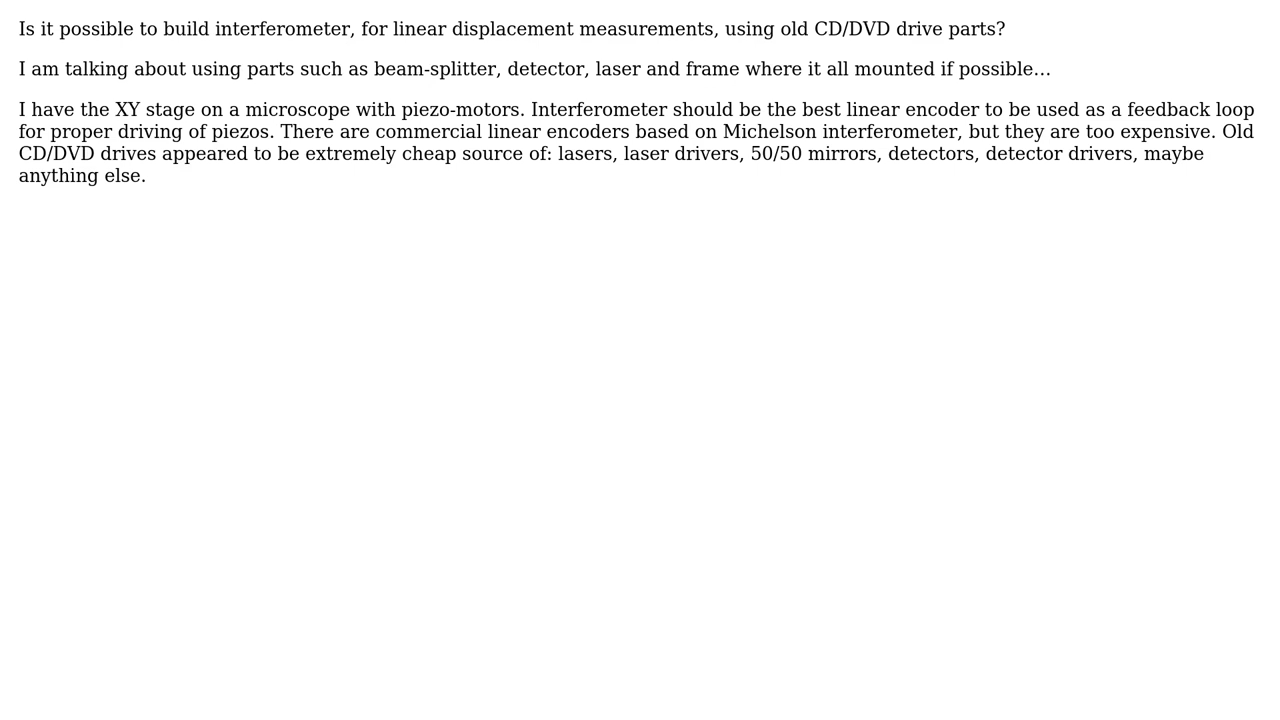 Is it possible to build interferometer, for linear displacement measurements, using old CD/DVD drive parts?
I am talking about using parts such as beam-splitter, detector, laser and frame where it all mounted if possible...
I have the XY stage on a microscope with piezo-motors. Interferometer should be the best linear encoder to be used as a feedback loop
for proper driving of piezos. There are commercial linear encoders based on Michelson interferometer, but they are too expensive. Old
CD/DVD drives appeared to be extremely cheap source of: lasers, laser drivers, 50/50 mirrors, detectors, detector drivers, maybe
anything else.